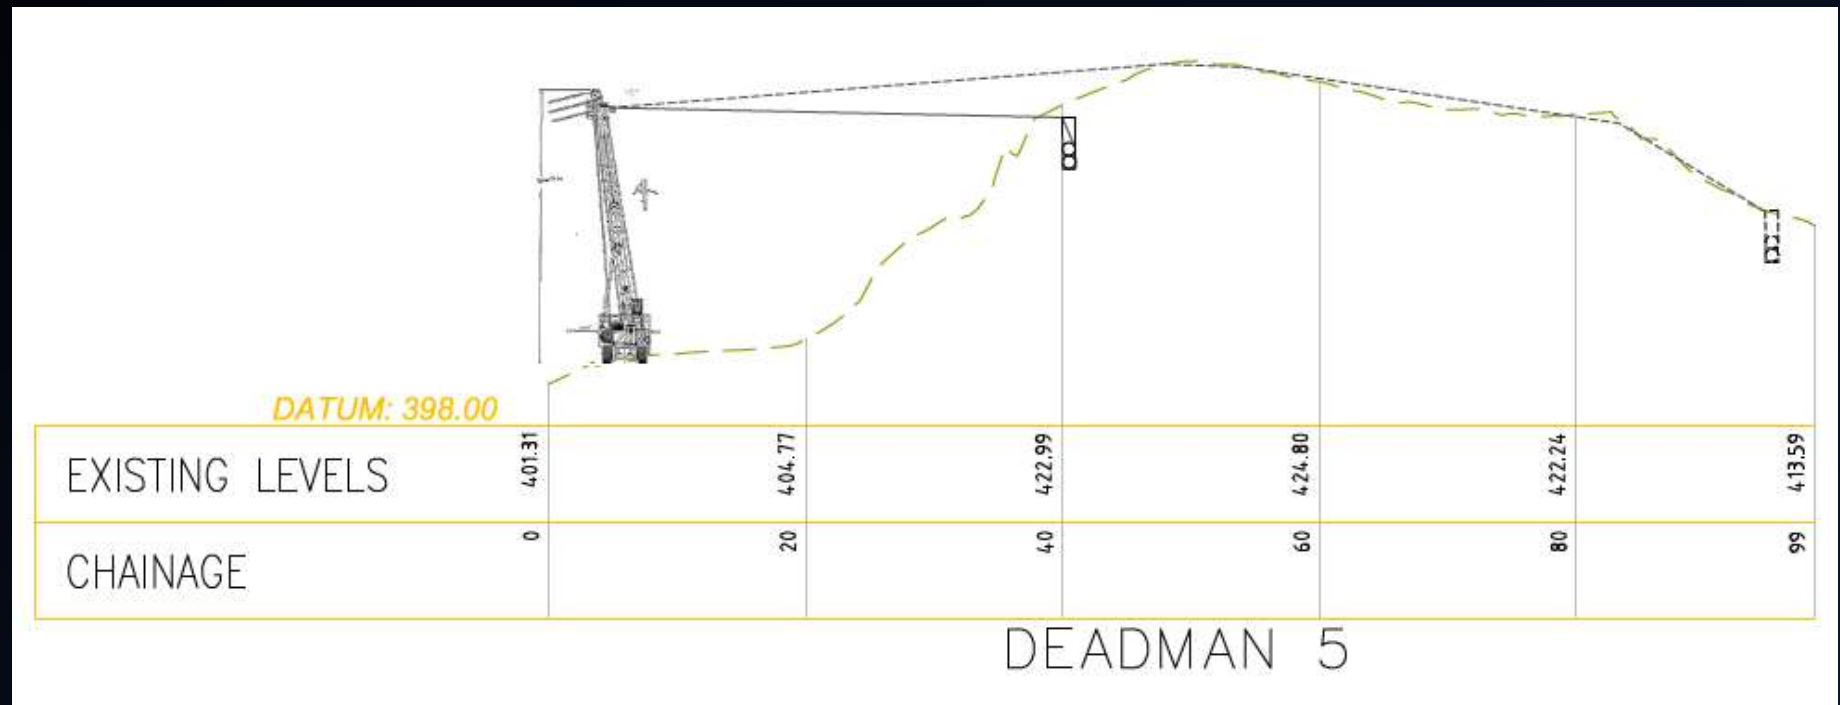 DATUM: 398.00
EXISTING LEVELS 401.31 404.77 422.99 424.80 422.24 413.59
CHAINAGE 0 20 40 60 80 99
DEADMAN 5